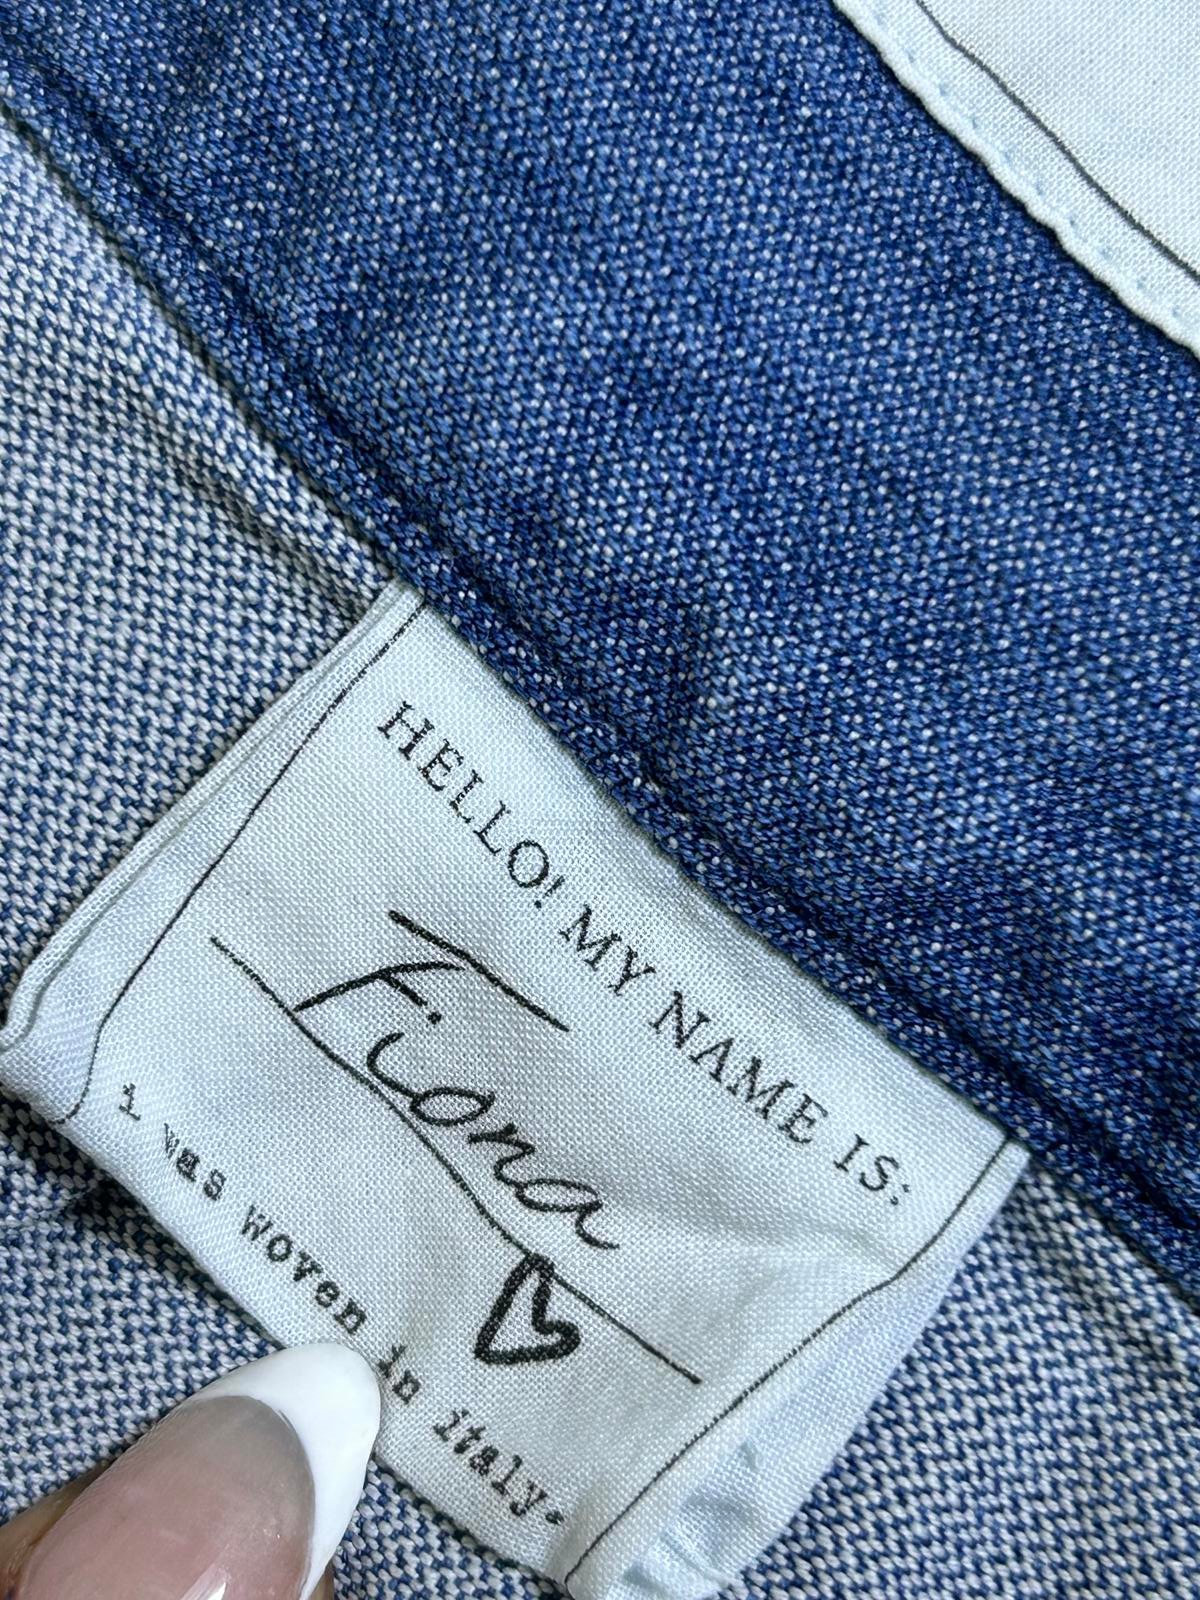 HELLO! MY NAME IS:
Fiona
i was woven in italy.